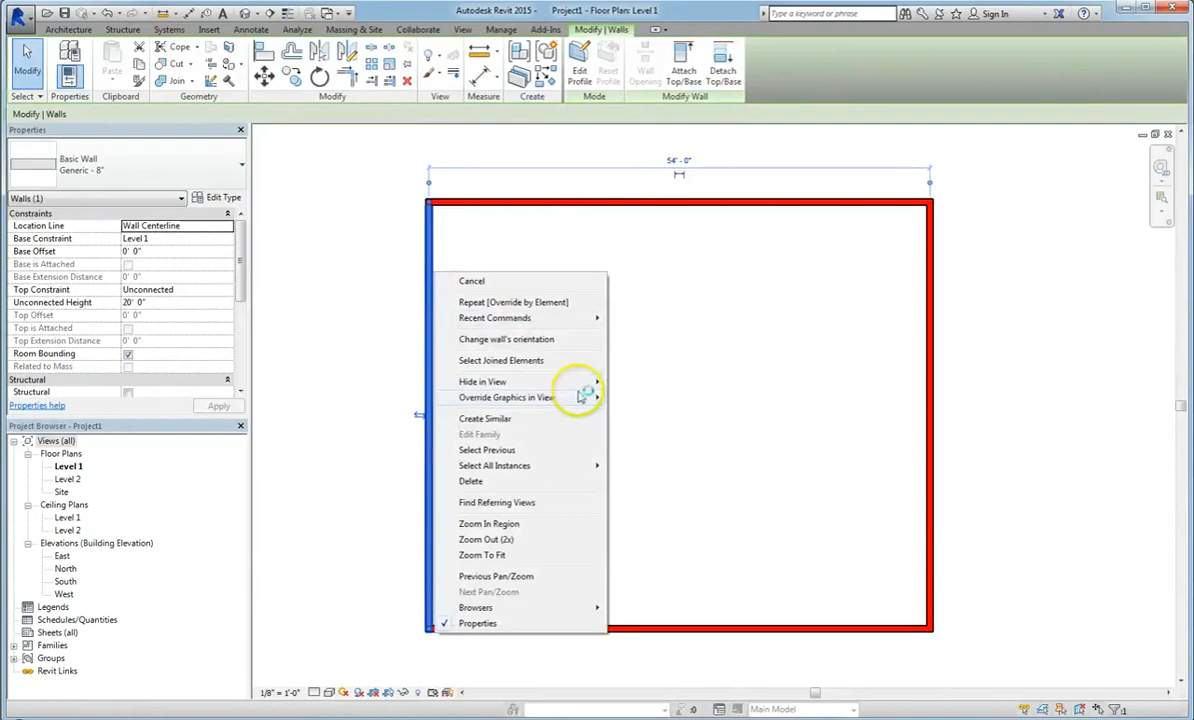 Autodesk Revit 2015 - Project1 - Floor Plan: Level 1
Type a keyword or phrase
Sign In
Architecture Structure Systems Insert Annotate Analyze Massing & Site Collaborate View Manage Add-Ins Modify | Walls
Modify
Paste
Cope
Cut
Join
Edit Profile
Reset Profile
Wall Opening
Attach Top/Base
Detach Top/Base
Select Properties Clipboard Geometry Modify View Measure Create Mode Modify Wall
Modify | Walls
Properties
Basic Wall
Generic - 8"
Walls (1)
Edit Type
Constraints
Location Line Wall Centerline
Base Constraint Level 1
Base Offset 0' 0"
Base is Attached
Base Extension Distance 0' 0"
Top Constraint Unconnected
Unconnected Height 20' 0"
Top Offset 0' 0"
Top is Attached
Top Extension Distance 0' 0"
Room Bounding
Related to Mass
Structural
Structural
Properties help
Apply
Project Browser - Project1
Views (all)
Floor Plans
Level 1
Level 2
Site
Ceiling Plans
Level 1
Level 2
Elevations (Building Elevation)
East
North
South
West
Legends
Schedules/Quantities
Sheets (all)
Families
Groups
Revit Links
54' - 0"
Cancel
Repeat [Override by Element]
Recent Commands
Change wall's orientation
Select Joined Elements
Hide in View
Override Graphics in View
Create Similar
Edit Family
Select Previous
Select All Instances
Delete
Find Referring Views
Zoom In Region
Zoom Out (2x)
Zoom To Fit
Previous Pan/Zoom
Next Pan/Zoom
Browsers
Properties
1/8" = 1'-0"
:0
Main Model
:1